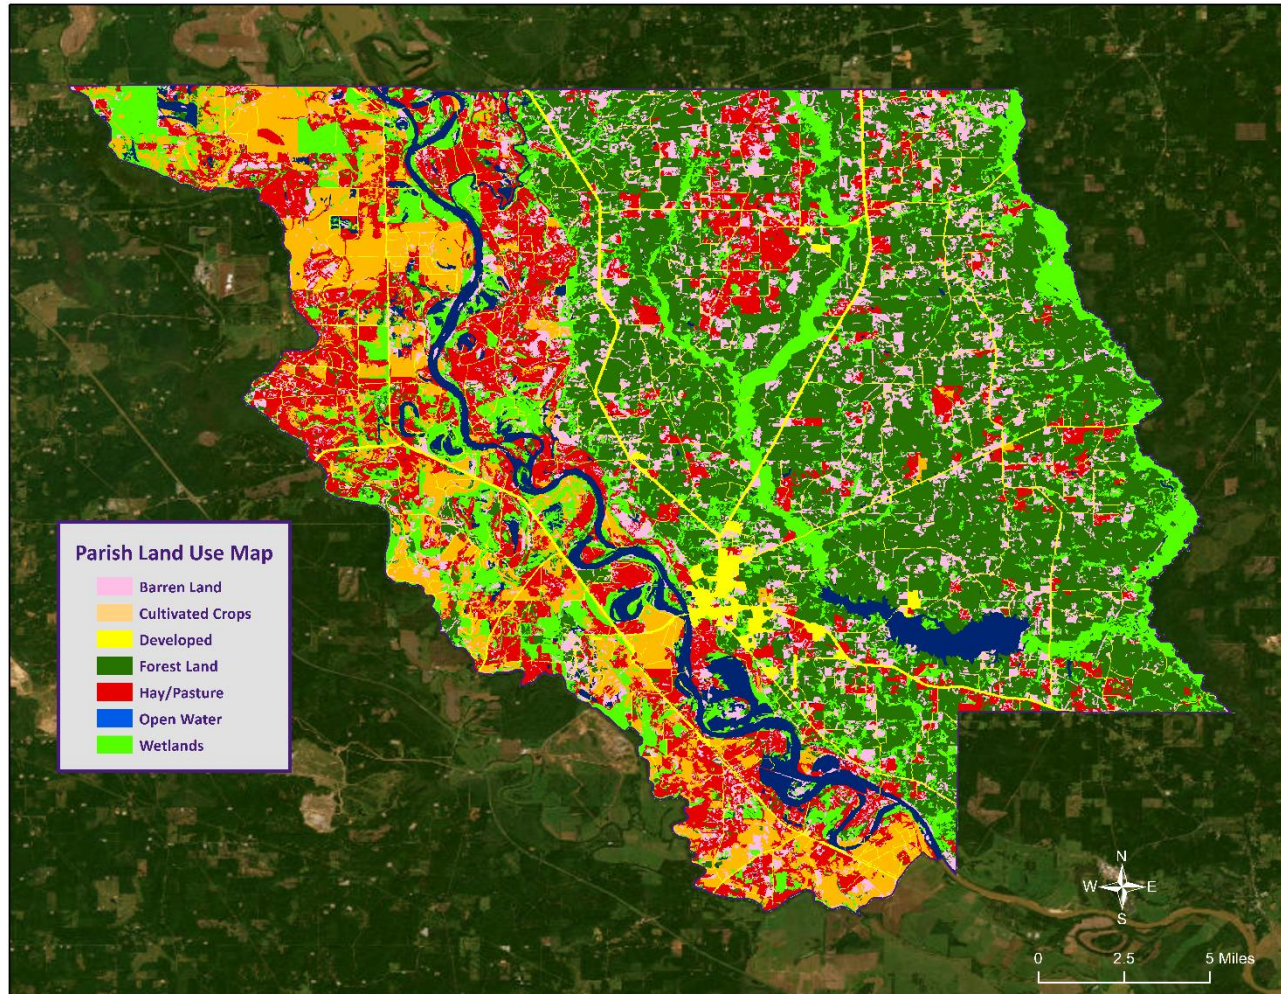 Parish Land Use Map
Barren Land
Cultivated Crops
Developed
Forest Land
Hay/Pasture
Open Water
Wetlands
N
W E
S
0 2.5 5 Miles